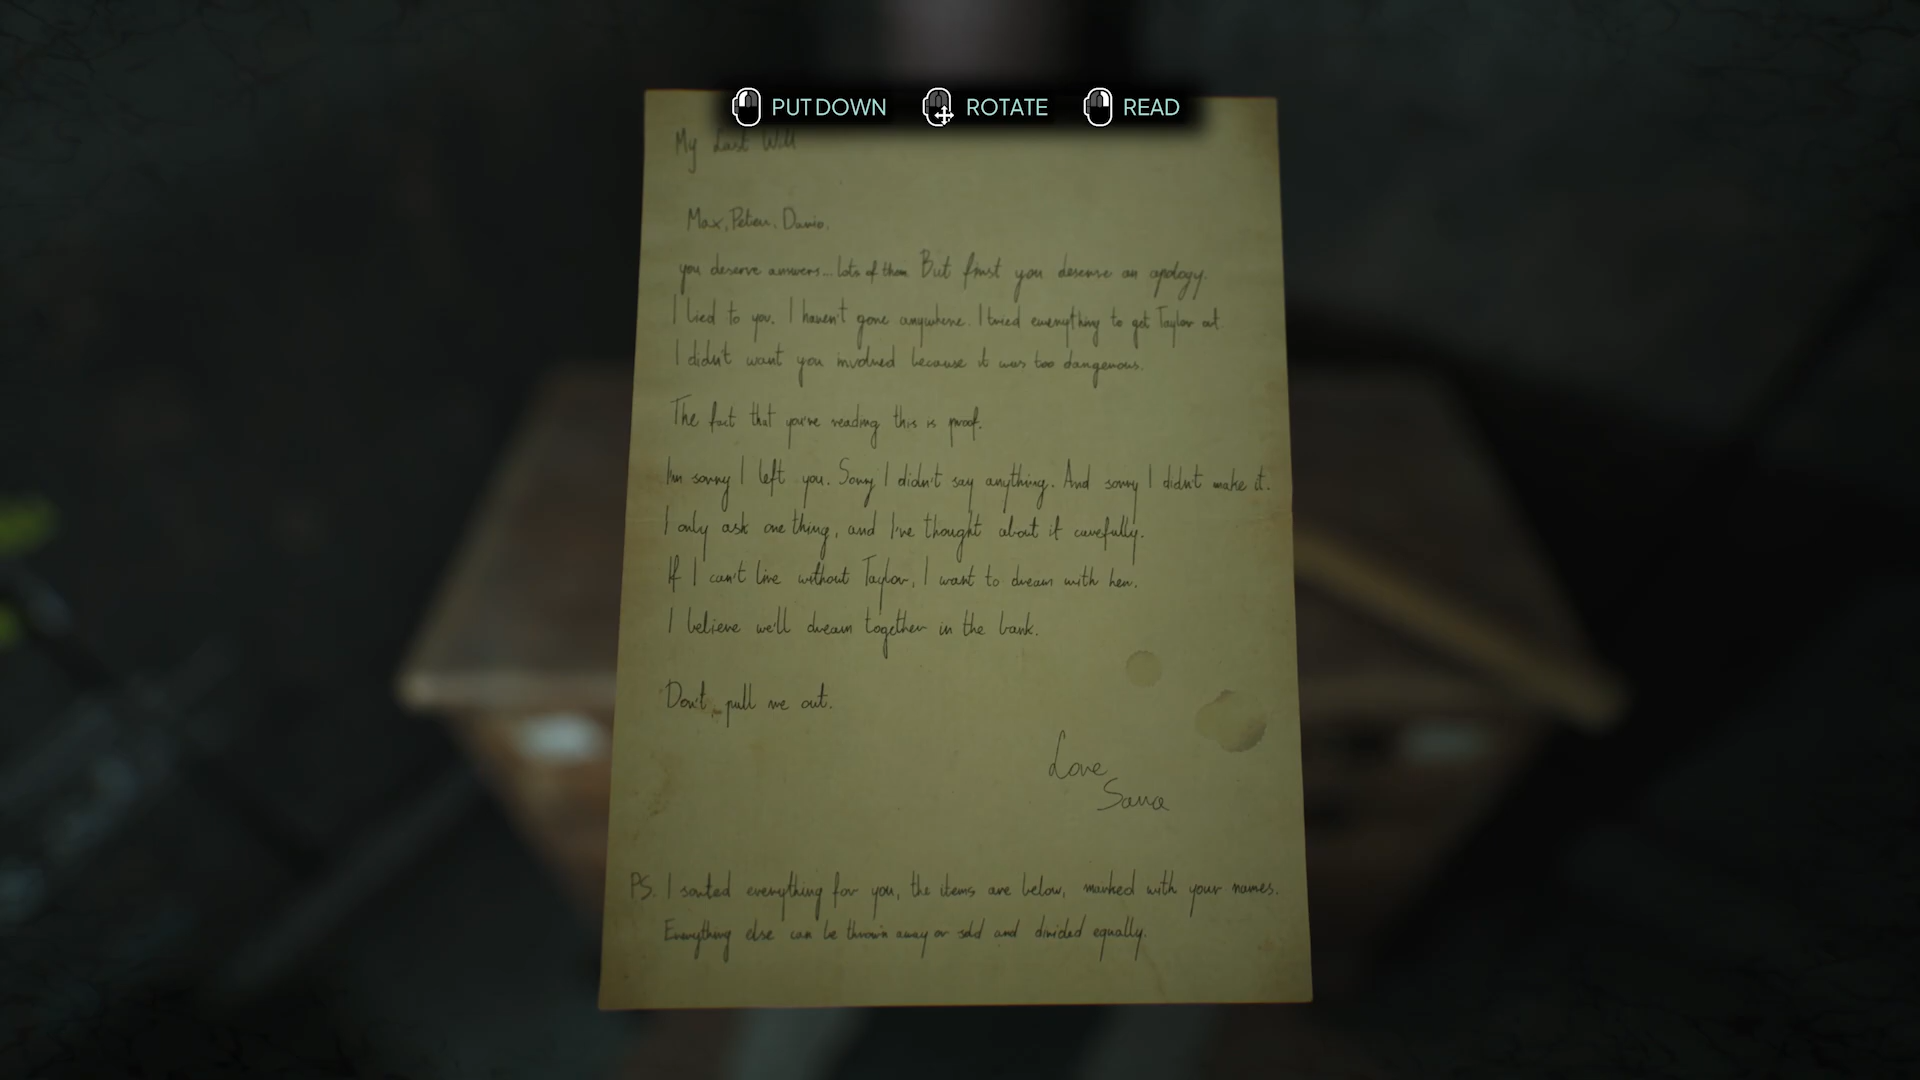 PUT DOWN ROTATE READ
My Last Will
Max, Peter, Dario,
you deserve answers... lots of them But first you deserve an apology.
I lied to you. I haven't gone anywhere. I tried everything to get Taylor out
I didn't want you involved because it was too dangerous.
The fact that you're reading this is proof.
I'm sorry I left you. Sorry I didn't say anything. And sorry I didn't make it.
I only ask one thing, and I've thought about it carefully.
If I can't live without Taylor, I want to dream with her.
I believe we'll dream together in the bank.
Don't pull me out.
Love
Sara
PS. I sorted everything for you, the items are below, marked with your names.
Everything else can be thrown away or sold and divided equally.